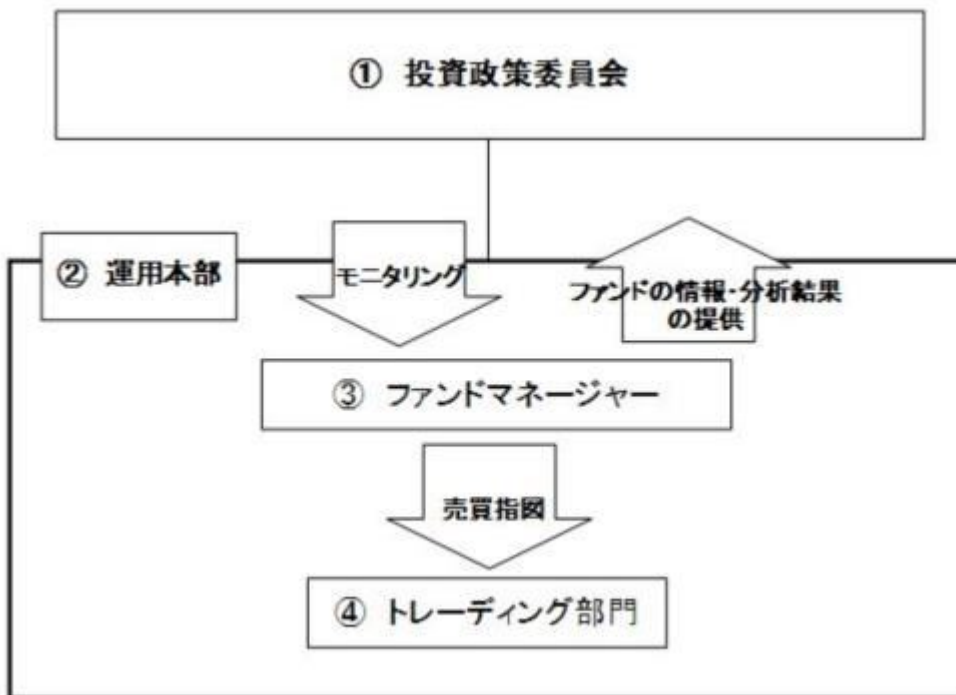 ① 投資政策委員会
② 運用本部
モニタリング
ファンドの情報・分析結果
の提供
③ ファンドマネージャー
売買指図
④ トレーディング部門